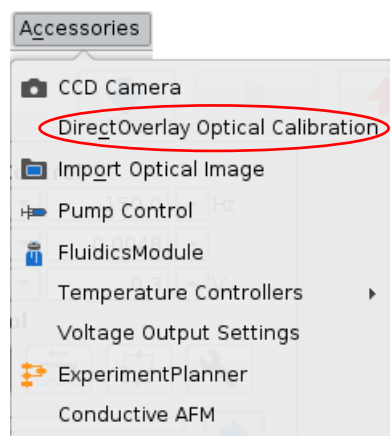 Accessories
CCD Camera
DirectOverlay Optical Calibration
Import Optical Image
Pump Control
FluidicsModule
Temperature Controllers
Voltage Output Settings
ExperimentPlanner
Conductive AFM